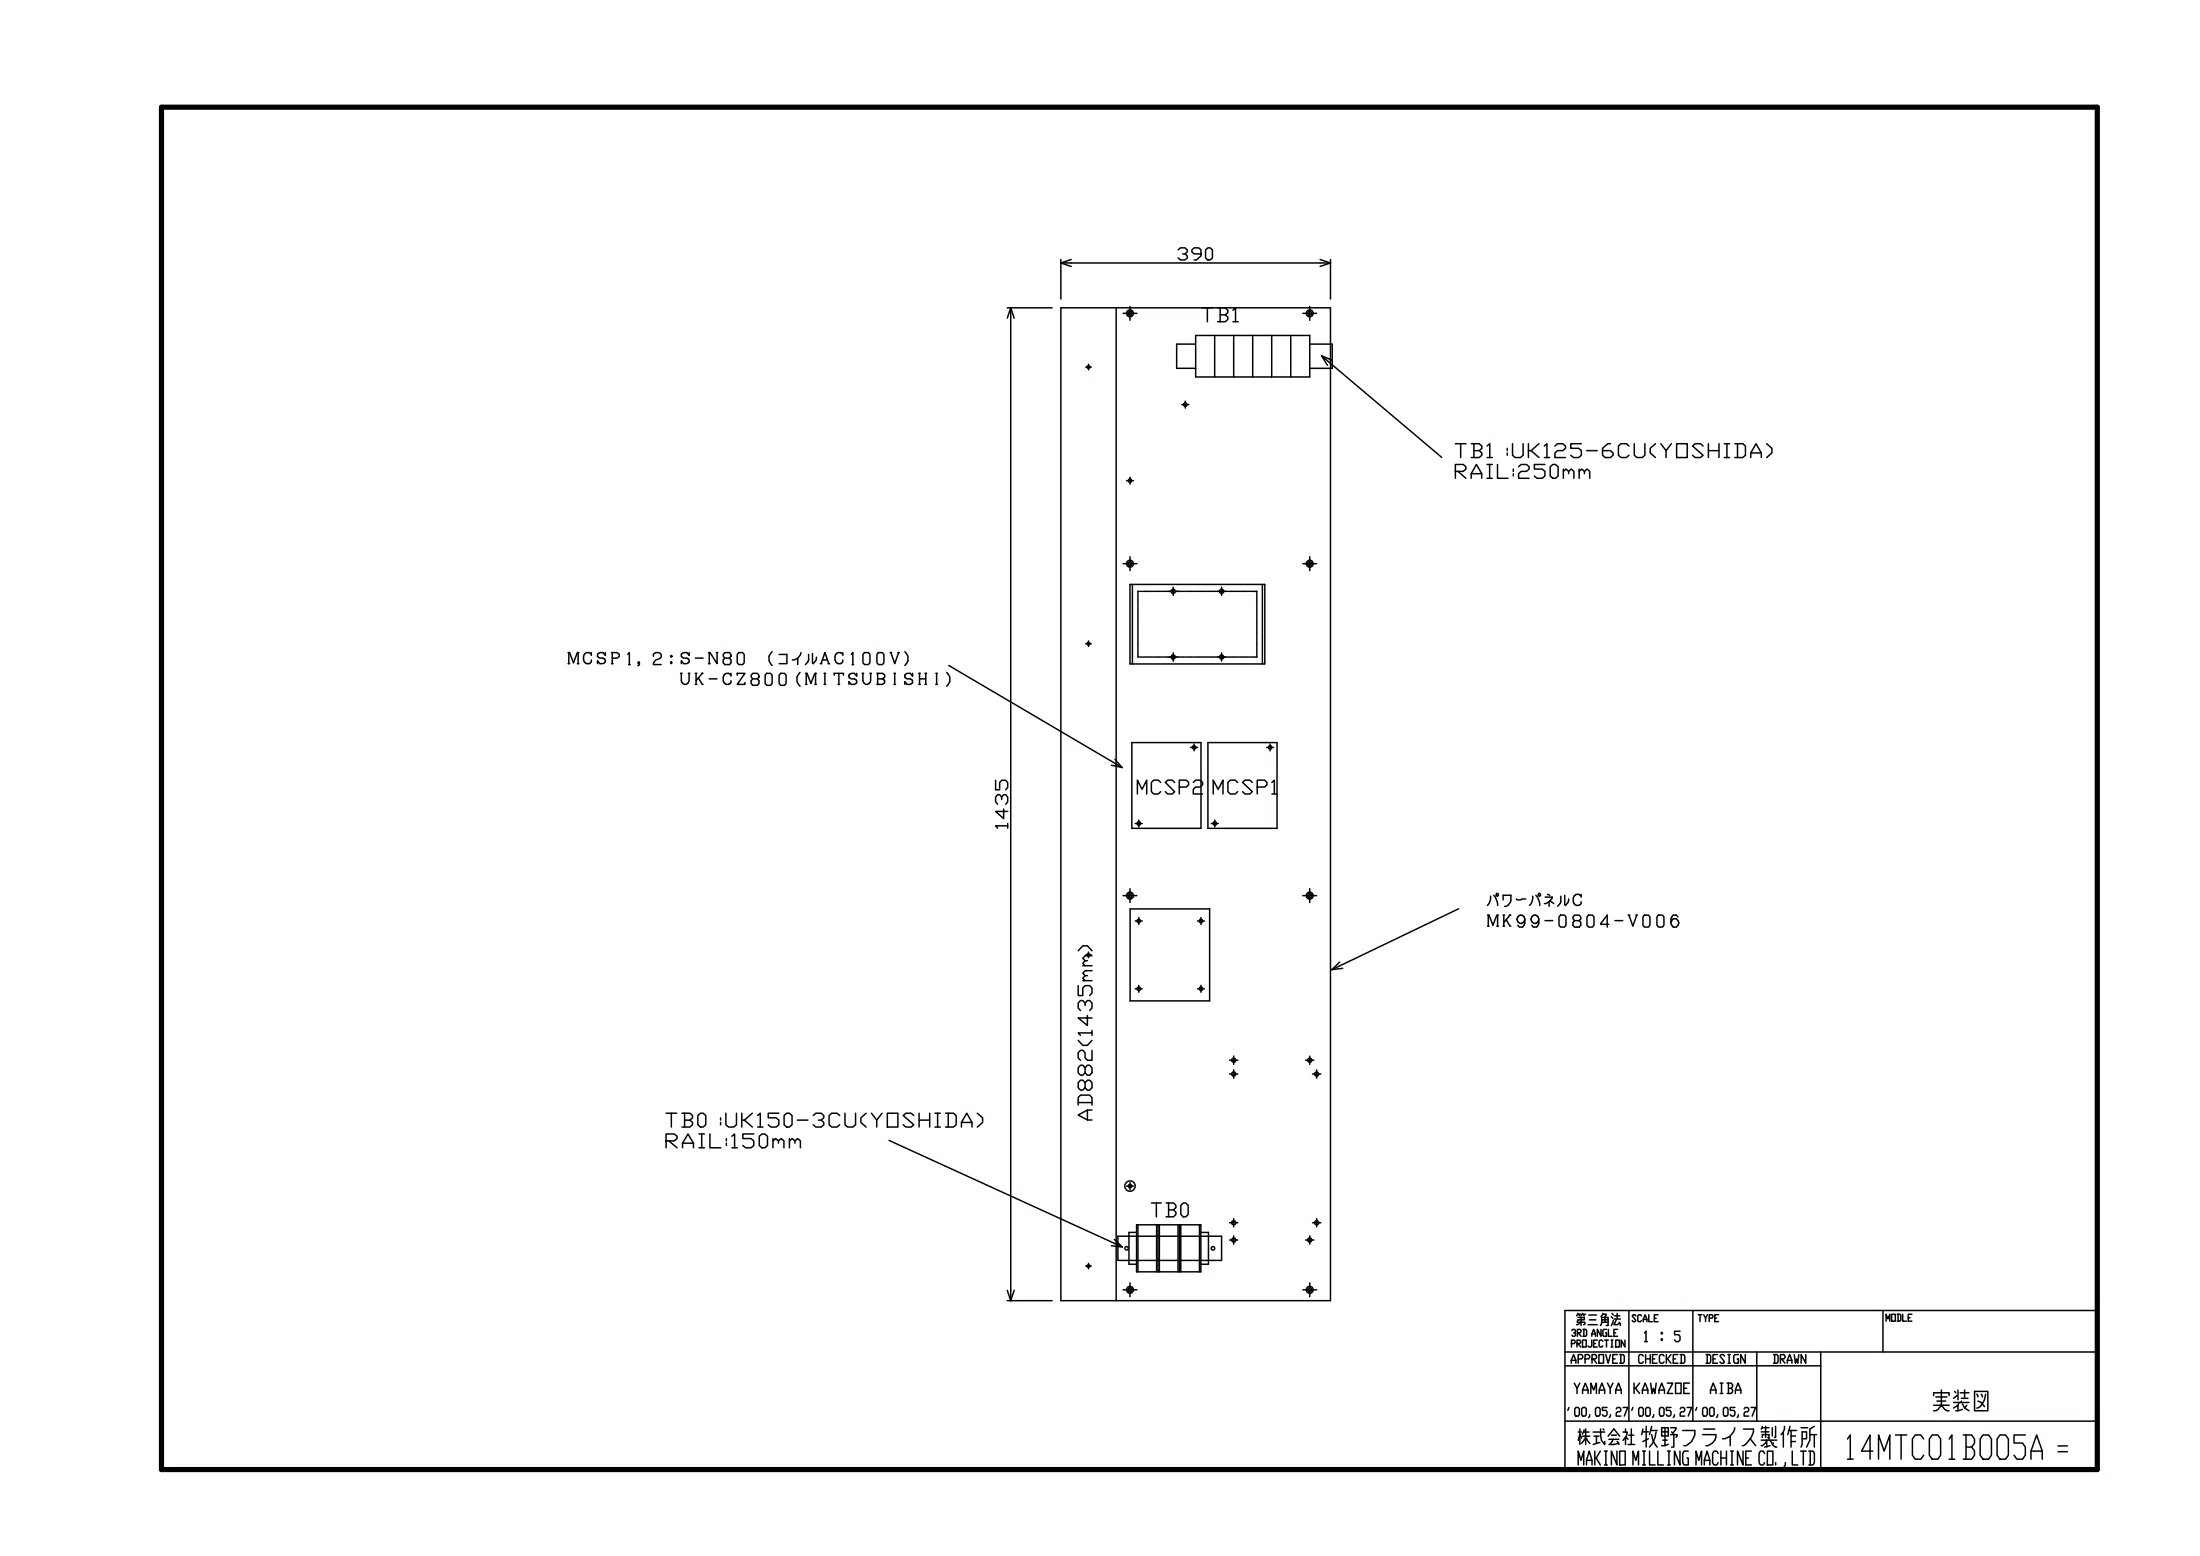 390
TB1
TB1 :UK125-6CU(YOSHIDA)
RAIL:250mm
MCSP1, 2:S-N80 (コイルAC100V)
UK-CZ800(MITSUBISHI)
1435
MCSP2
MCSP1
パワーパネルC
MK99-0804-V006
AD882(1435mm)
TB0 :UK150-3CU(YOSHIDA)
RAIL:150mm
TB0
第三角法
3RD ANGLE
PROJECTION
SCALE
1 : 5
TYPE
MODLE
APPROVED CHECKED DESIGN DRAWN
YAMAYA KAWAZOE AIBA
'00,05,27 '00,05,27 '00,05,27
実装図
株式会社 牧野フライス製作所
MAKINO MILLING MACHINE CO. ,LTD
14MTC01B005A =